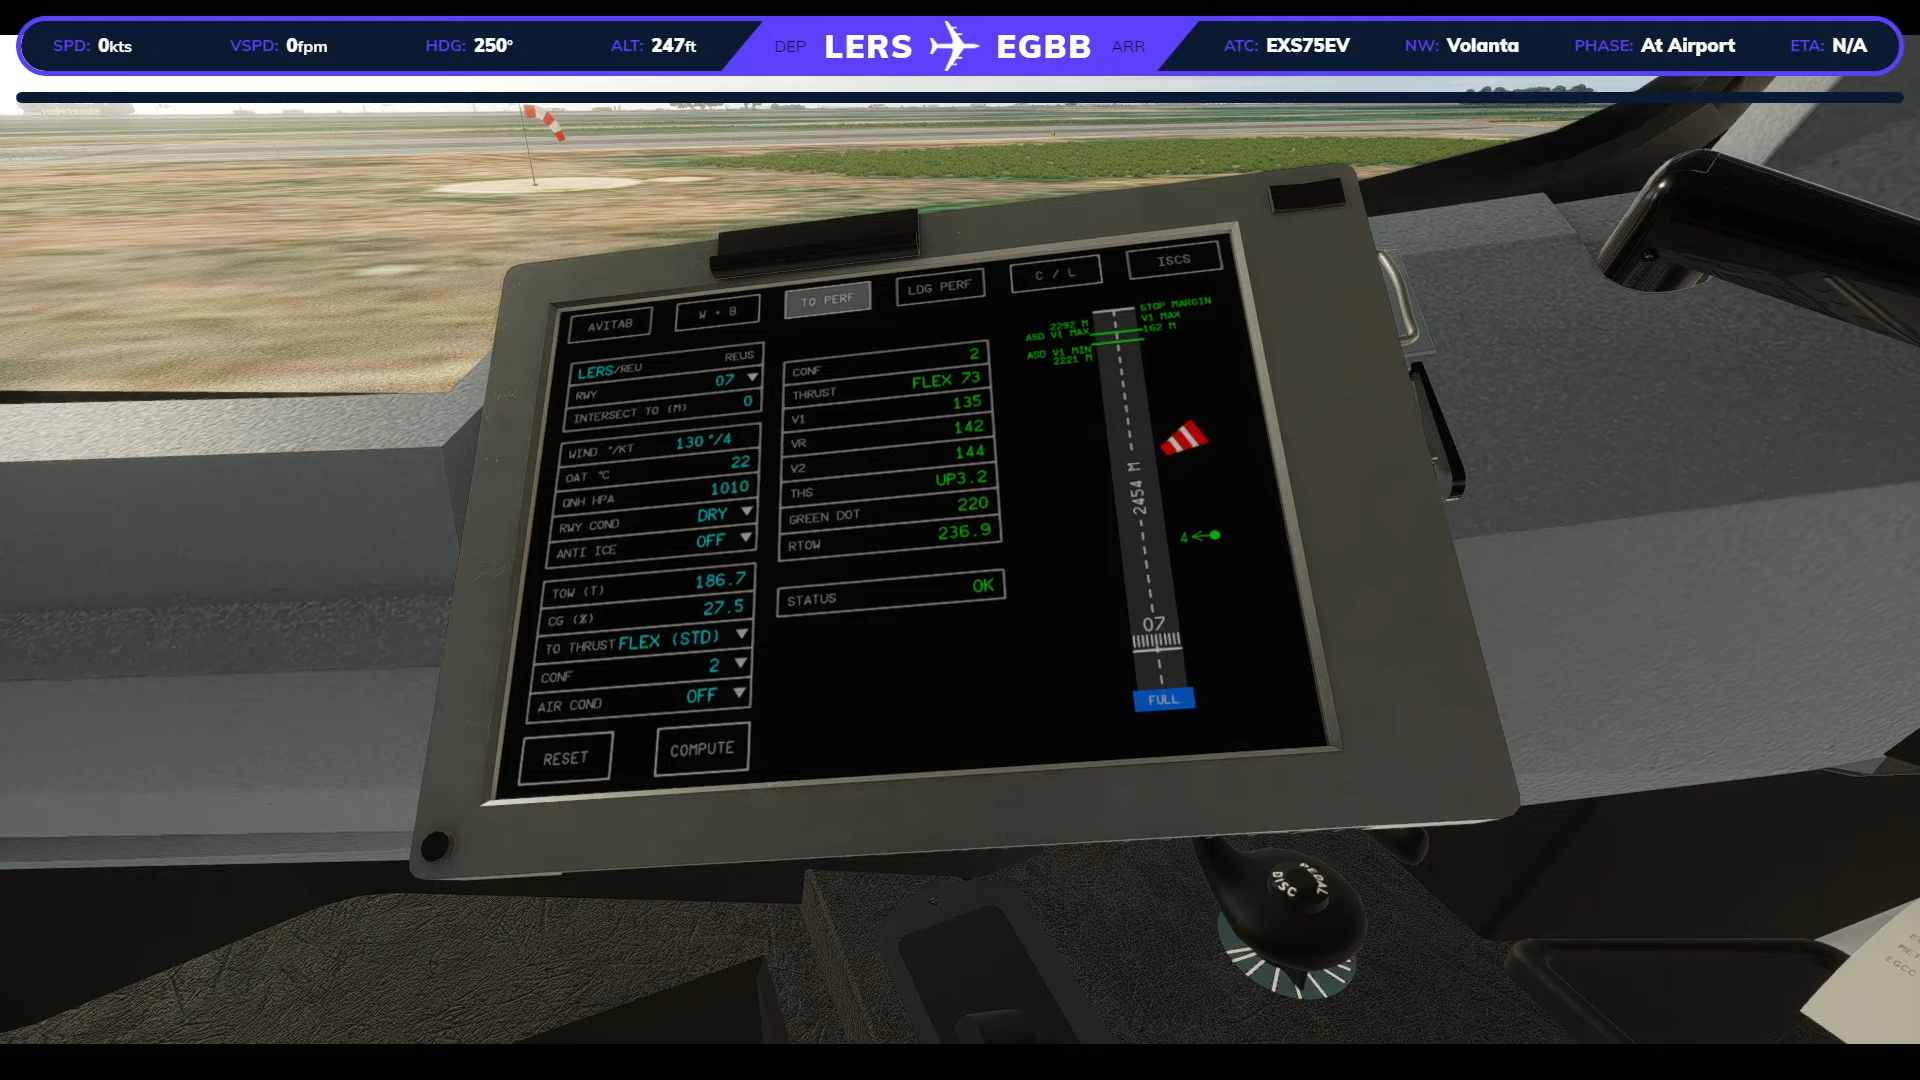 SPD: 0kts VSPD: 0fpm HDG: 250° ALT: 247ft DEP LERS EGBB ARR ATC: EXS75EV NW: Volanta PHASE: At Airport ETA: N/A
AVITAB W + B TO PERF LDG PERF C / L ISCS
LERS/REU REUS
RWY 07
INTERSECT TO (M) 0
WIND °/KT 130°/4
OAT °C 22
QNH HPA 1010
RWY COND DRY
ANTI ICE OFF
TOW (T) 186.7
CG (%) 27.5
TO THRUST FLEX (STD)
CONF 2
AIR COND OFF
RESET COMPUTE
CONF 2
THRUST FLEX 73
V1 135
VR 142
V2 144
THS UP3.2
GREEN DOT 220
RTOW 236.9
STATUS OK
2292 M
ASD V1 MAX
ASD V1 MIN
2221 M
STOP MARGIN
V1 MAX
162 M
2454 M
4
07
FULL
PEDAL
DISC
EGCC